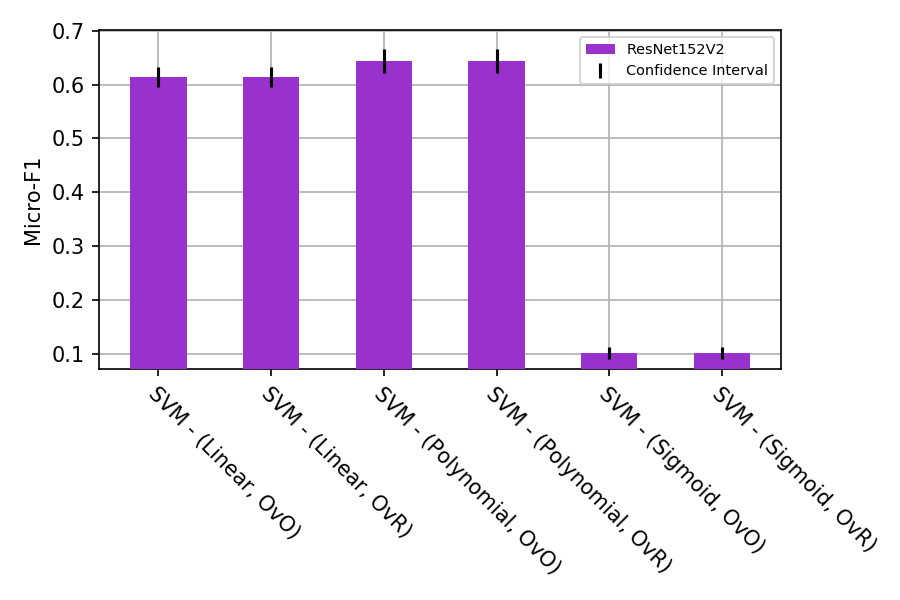 0.7
0.6
0.5
0.4
0.3
0.2
0.1
Micro-F1
ResNet152V2
Confidence Interval
SVM - (Linear, OvO)
SVM - (Linear, OvR)
SVM - (Polynomial, OvO)
SVM - (Polynomial, OvR)
SVM - (Sigmoid, OvO)
SVM - (Sigmoid, OvR)